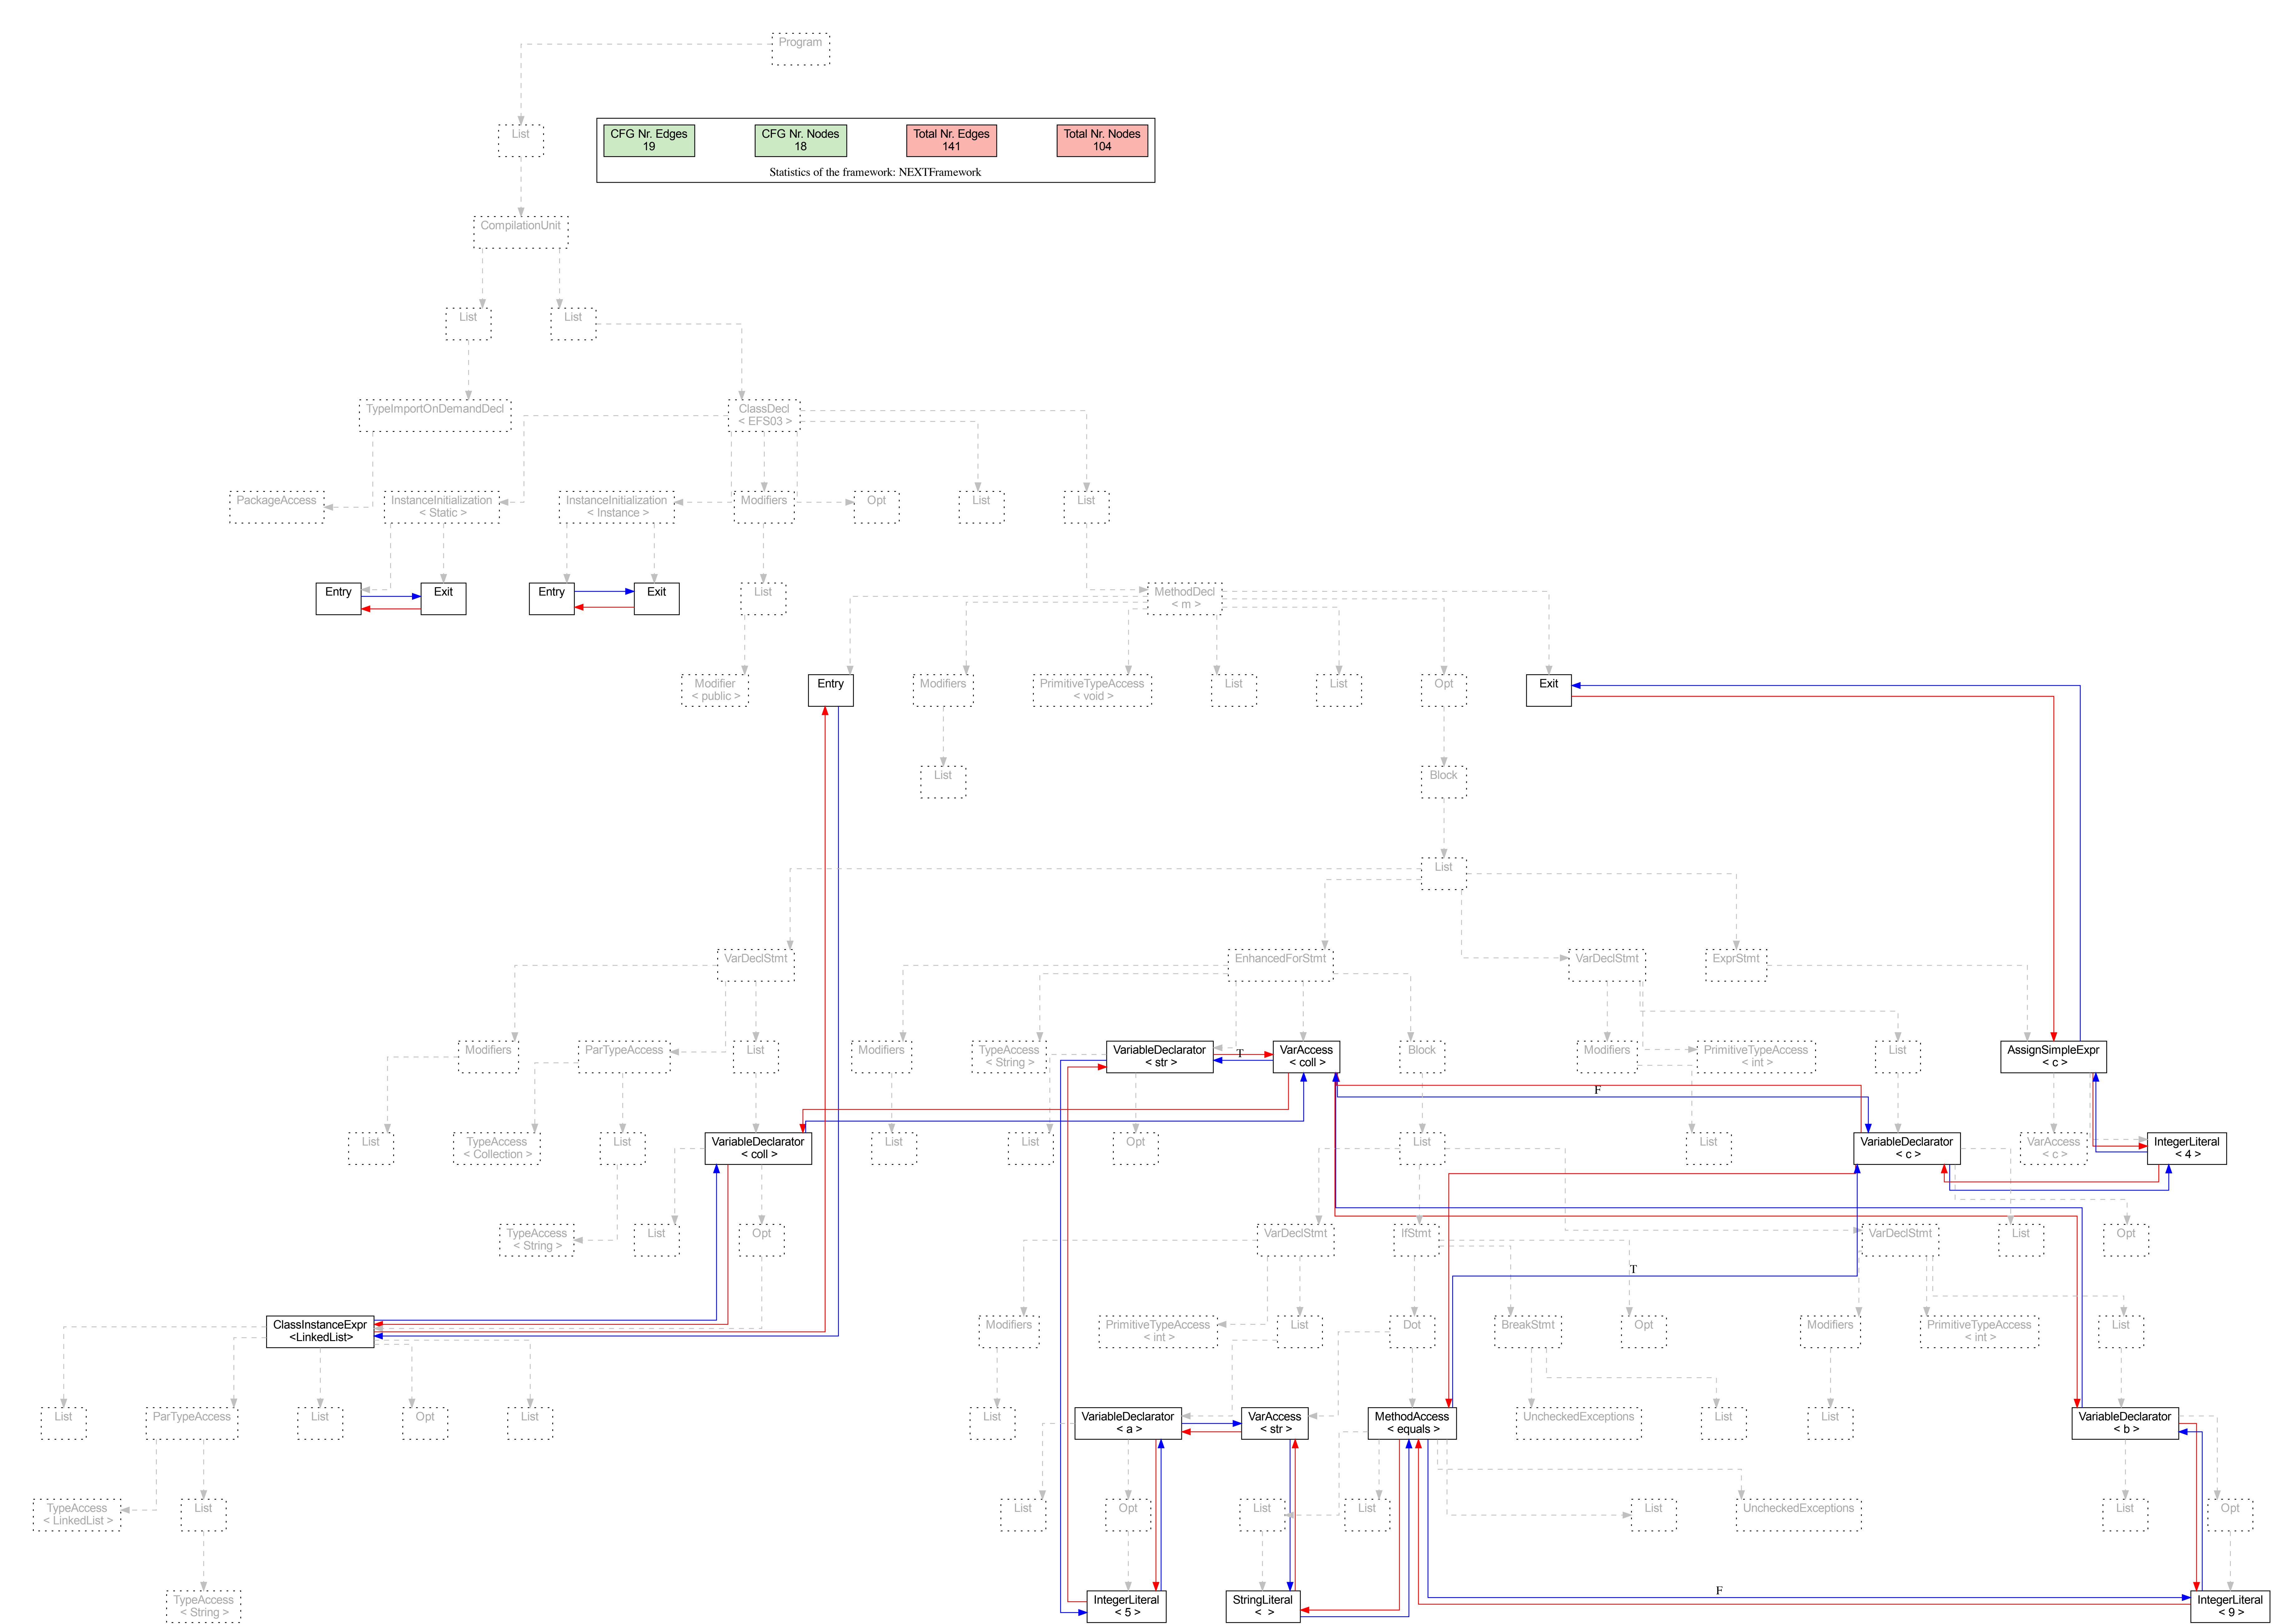 Program
List
CFG Nr. Edges
19
CFG Nr. Nodes
18
Total Nr. Edges
141
Total Nr. Nodes
104
Statistics of the framework: NEXTFramework
CompilationUnit
List
List
TypeImportOnDemandDecl
ClassDecl
< EFS03 >
PackageAccess
InstanceInitialization
< Static >
InstanceInitialization
< Instance >
Modifiers
Opt
List
List
Entry
Exit
Entry
Exit
List
MethodDecl
< m >
Modifier
< public >
Entry
Modifiers
PrimitiveTypeAccess
< void >
List
List
Opt
Exit
List
Block
List
VarDeclStmt
EnhancedForStmt
VarDeclStmt
ExprStmt
Modifiers
ParTypeAccess
List
Modifiers
TypeAccess
< String >
VariableDeclarator
< str >
T
VarAccess
< coll >
Block
Modifiers
PrimitiveTypeAccess
< int >
List
AssignSimpleExpr
< c >
F
List
TypeAccess
< Collection >
List
VariableDeclarator
< coll >
List
List
Opt
List
List
VariableDeclarator
< c >
VarAccess
< c >
IntegerLiteral
< 4 >
TypeAccess
< String >
List
Opt
VarDeclStmt
IfStmt
VarDeclStmt
List
Opt
T
ClassInstanceExpr
<LinkedList>
Modifiers
PrimitiveTypeAccess
< int >
List
Dot
BreakStmt
Opt
Modifiers
PrimitiveTypeAccess
< int >
List
List
ParTypeAccess
List
Opt
List
List
VariableDeclarator
< a >
VarAccess
< str >
MethodAccess
< equals >
UncheckedExceptions
List
List
VariableDeclarator
< b >
TypeAccess
< LinkedList >
List
List
Opt
List
List
List
UncheckedExceptions
List
Opt
TypeAccess
< String >
IntegerLiteral
< 5 >
StringLiteral
<  >
F
IntegerLiteral
< 9 >